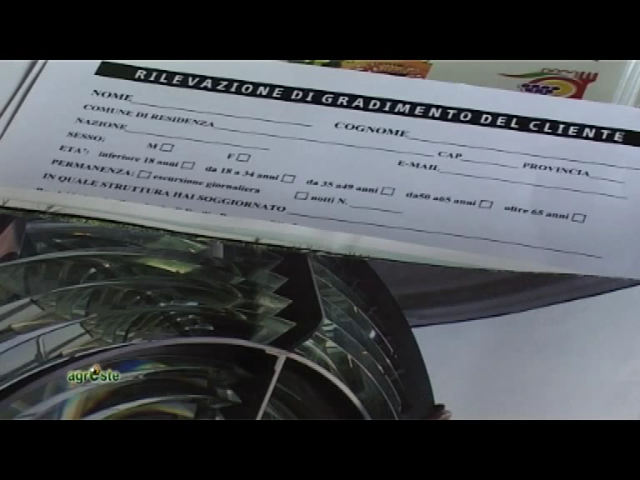 RILEVAZIONE DI GRADIMENTO DEL CLIENTE
NOME COGNOME
COMUNE DI RESIDENZA CAP. PROVINCIA
NAZIONE E-MAIL
SESSO: M F
ETA': inferiore 18 anni da 18 a 34 anni da 35 a49 anni da50 a65 anni oltre 65 anni
PERMANENZA: escursione giornaliera notti N.
IN QUALE STRUTTURA HAI SOGGIORNATO
agreste